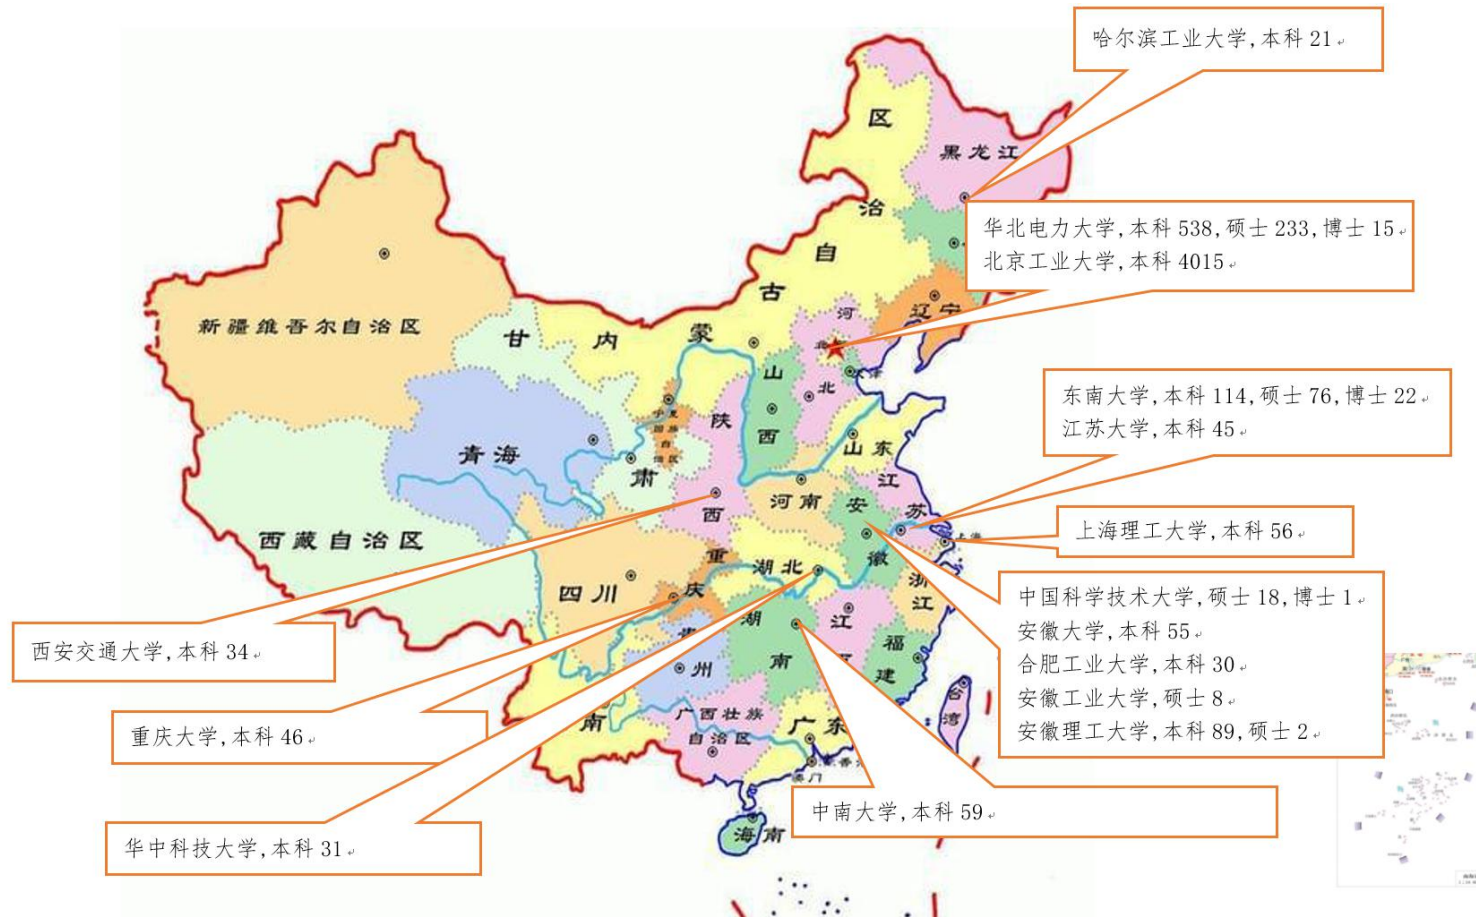 哈尔滨工业大学,本科 21
区
黑龙江
治
华北电力大学,本科 538,硕士 233,博士 15
北京工业大学,本科 4015
自
古
辽宁
河
新疆维吾尔自治区
甘
内
蒙
北
山
北
东南大学,本科 114,硕士 76,博士 22
江苏大学,本科 45
陕
西
山东
青海
肃
江
河南
安
苏
西
上海理工大学,本科 56
西藏自治区
重
湖北
徽
浙
四川
庆
江
中国科学技术大学,硕士 18,博士 1
安徽大学,本科 55
合肥工业大学,本科 30
安徽工业大学,硕士 8
安徽理工大学,本科 89,硕士 2
湖
江
福
西安交通大学,本科 34
州
南
建
台
湾
广西壮族
自治区
南
广东
重庆大学,本科 46
澳门
中南大学,本科 59
海南
华中科技大学,本科 31